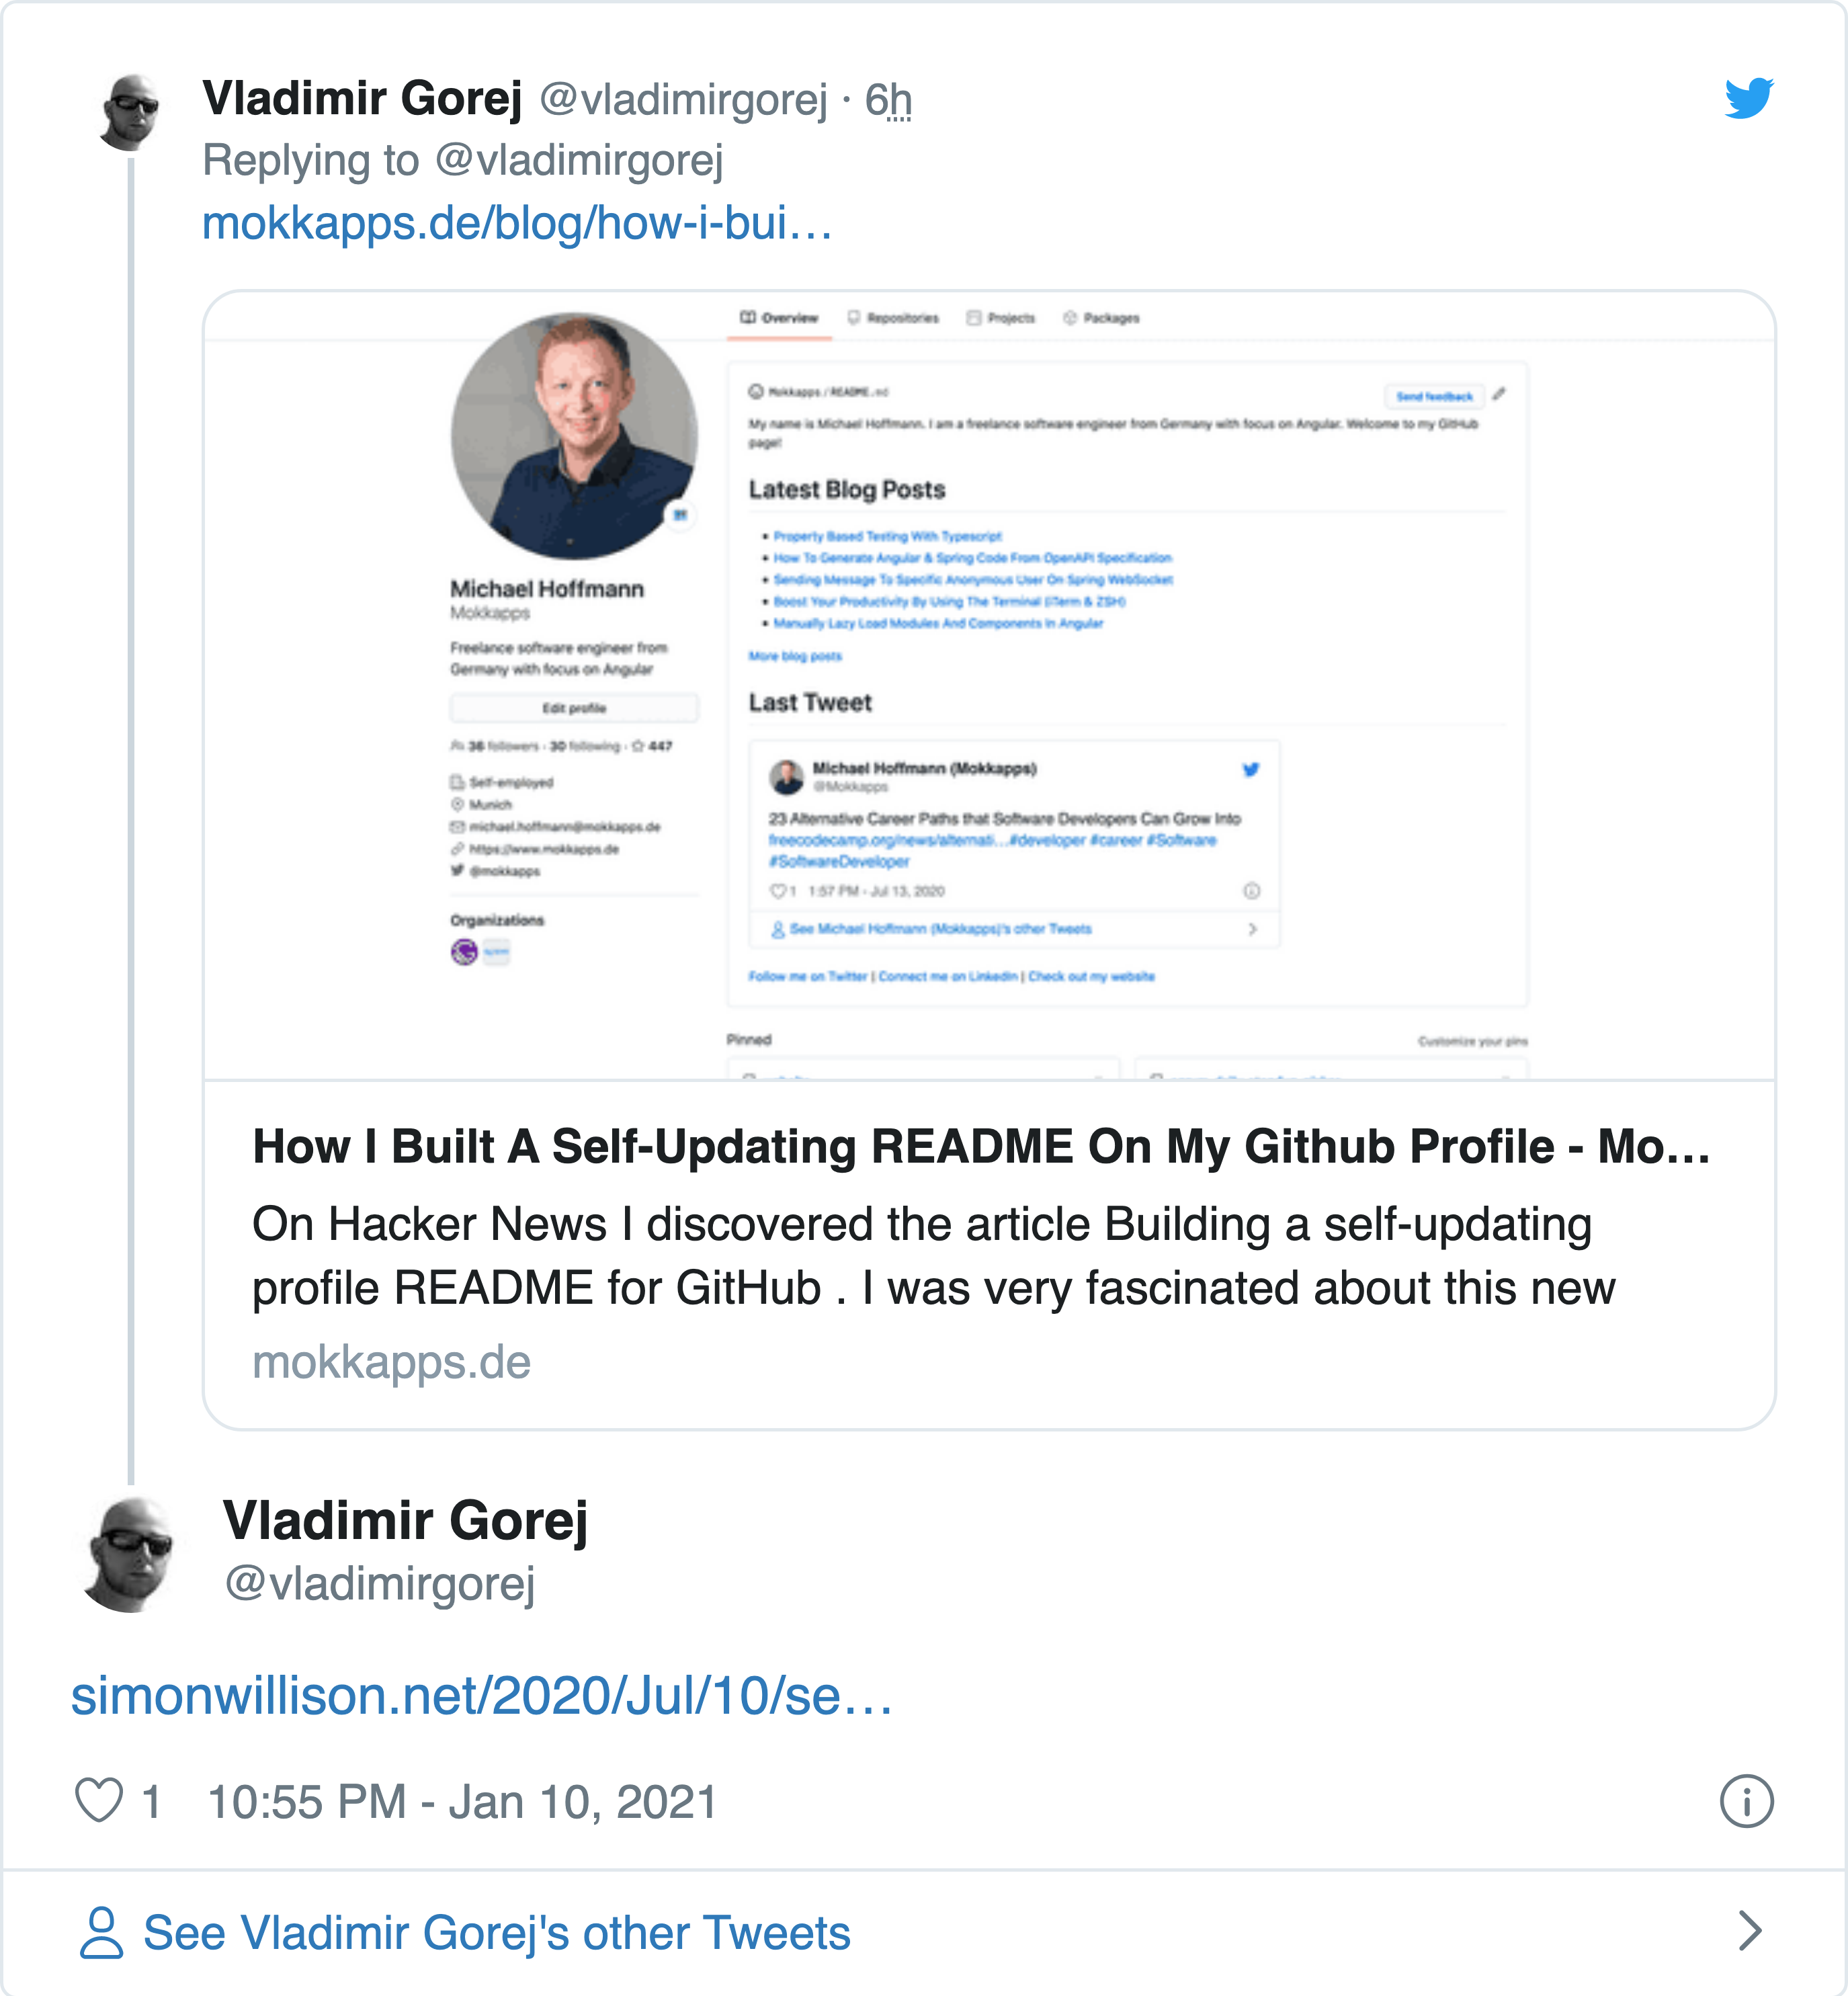 Vladimir Gorej @vladimirgorej · 6h
Replying to @vladimirgorej
mokkapps.de/blog/how-i-bui…
Overview Repositories Projects Packages
Mokkapps / README.md
Send feedback
My name is Michael Hoffmann. I am a freelance software engineer from Germany with focus on Angular. Welcome to my GitHub
page!
Latest Blog Posts
Property Based Testing With Typescript
How To Generate Angular & Spring Code From OpenAPI Specification
Sending Message To Specific Anonymous User On Spring WebSocket
Boost Your Productivity By Using The Terminal (iTerm & ZSH)
Manually Lazy Load Modules And Components In Angular
More blog posts
Michael Hoffmann
Mokkapps
Freelance software engineer from
Germany with focus on Angular
Edit profile
36 followers · 30 following · 447
Self-employed
Munich
michael.hoffmann@mokkapps.de
https://www.mokkapps.de
@mokkapps
Organizations
Last Tweet
Michael Hoffmann (Mokkapps)
@Mokkapps
23 Alternative Career Paths that Software Developers Can Grow Into
freecodecamp.org/news/alternati…#developer #career #Software
#SoftwareDeveloper
1 1:57 PM - Jul 13, 2020
See Michael Hoffmann (Mokkapps)'s other Tweets
Follow me on Twitter | Connect me on LinkedIn | Check out my website
Pinned
Customize your pins
How I Built A Self-Updating README On My Github Profile - Mo…
On Hacker News I discovered the article Building a self-updating
profile README for GitHub . I was very fascinated about this new
mokkapps.de
Vladimir Gorej
@vladimirgorej
simonwillison.net/2020/Jul/10/se…
1 10:55 PM - Jan 10, 2021
See Vladimir Gorej's other Tweets